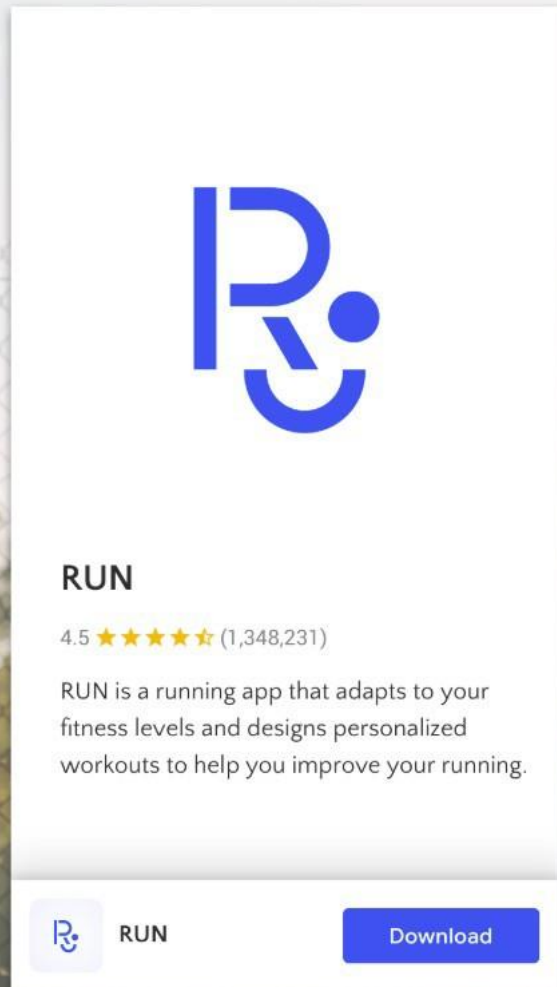 RUN
4.5 (1,348,231)
RUN is a running app that adapts to your
fitness levels and designs personalized
workouts to help you improve your running.
RUN
Download